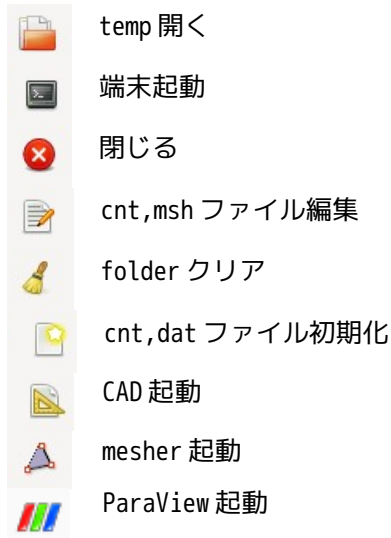 temp 開く
端末起動
閉じる
cnt,msh ファイル編集
folder クリア
cnt,dat ファイル初期化
CAD 起動
mesher 起動
ParaView 起動